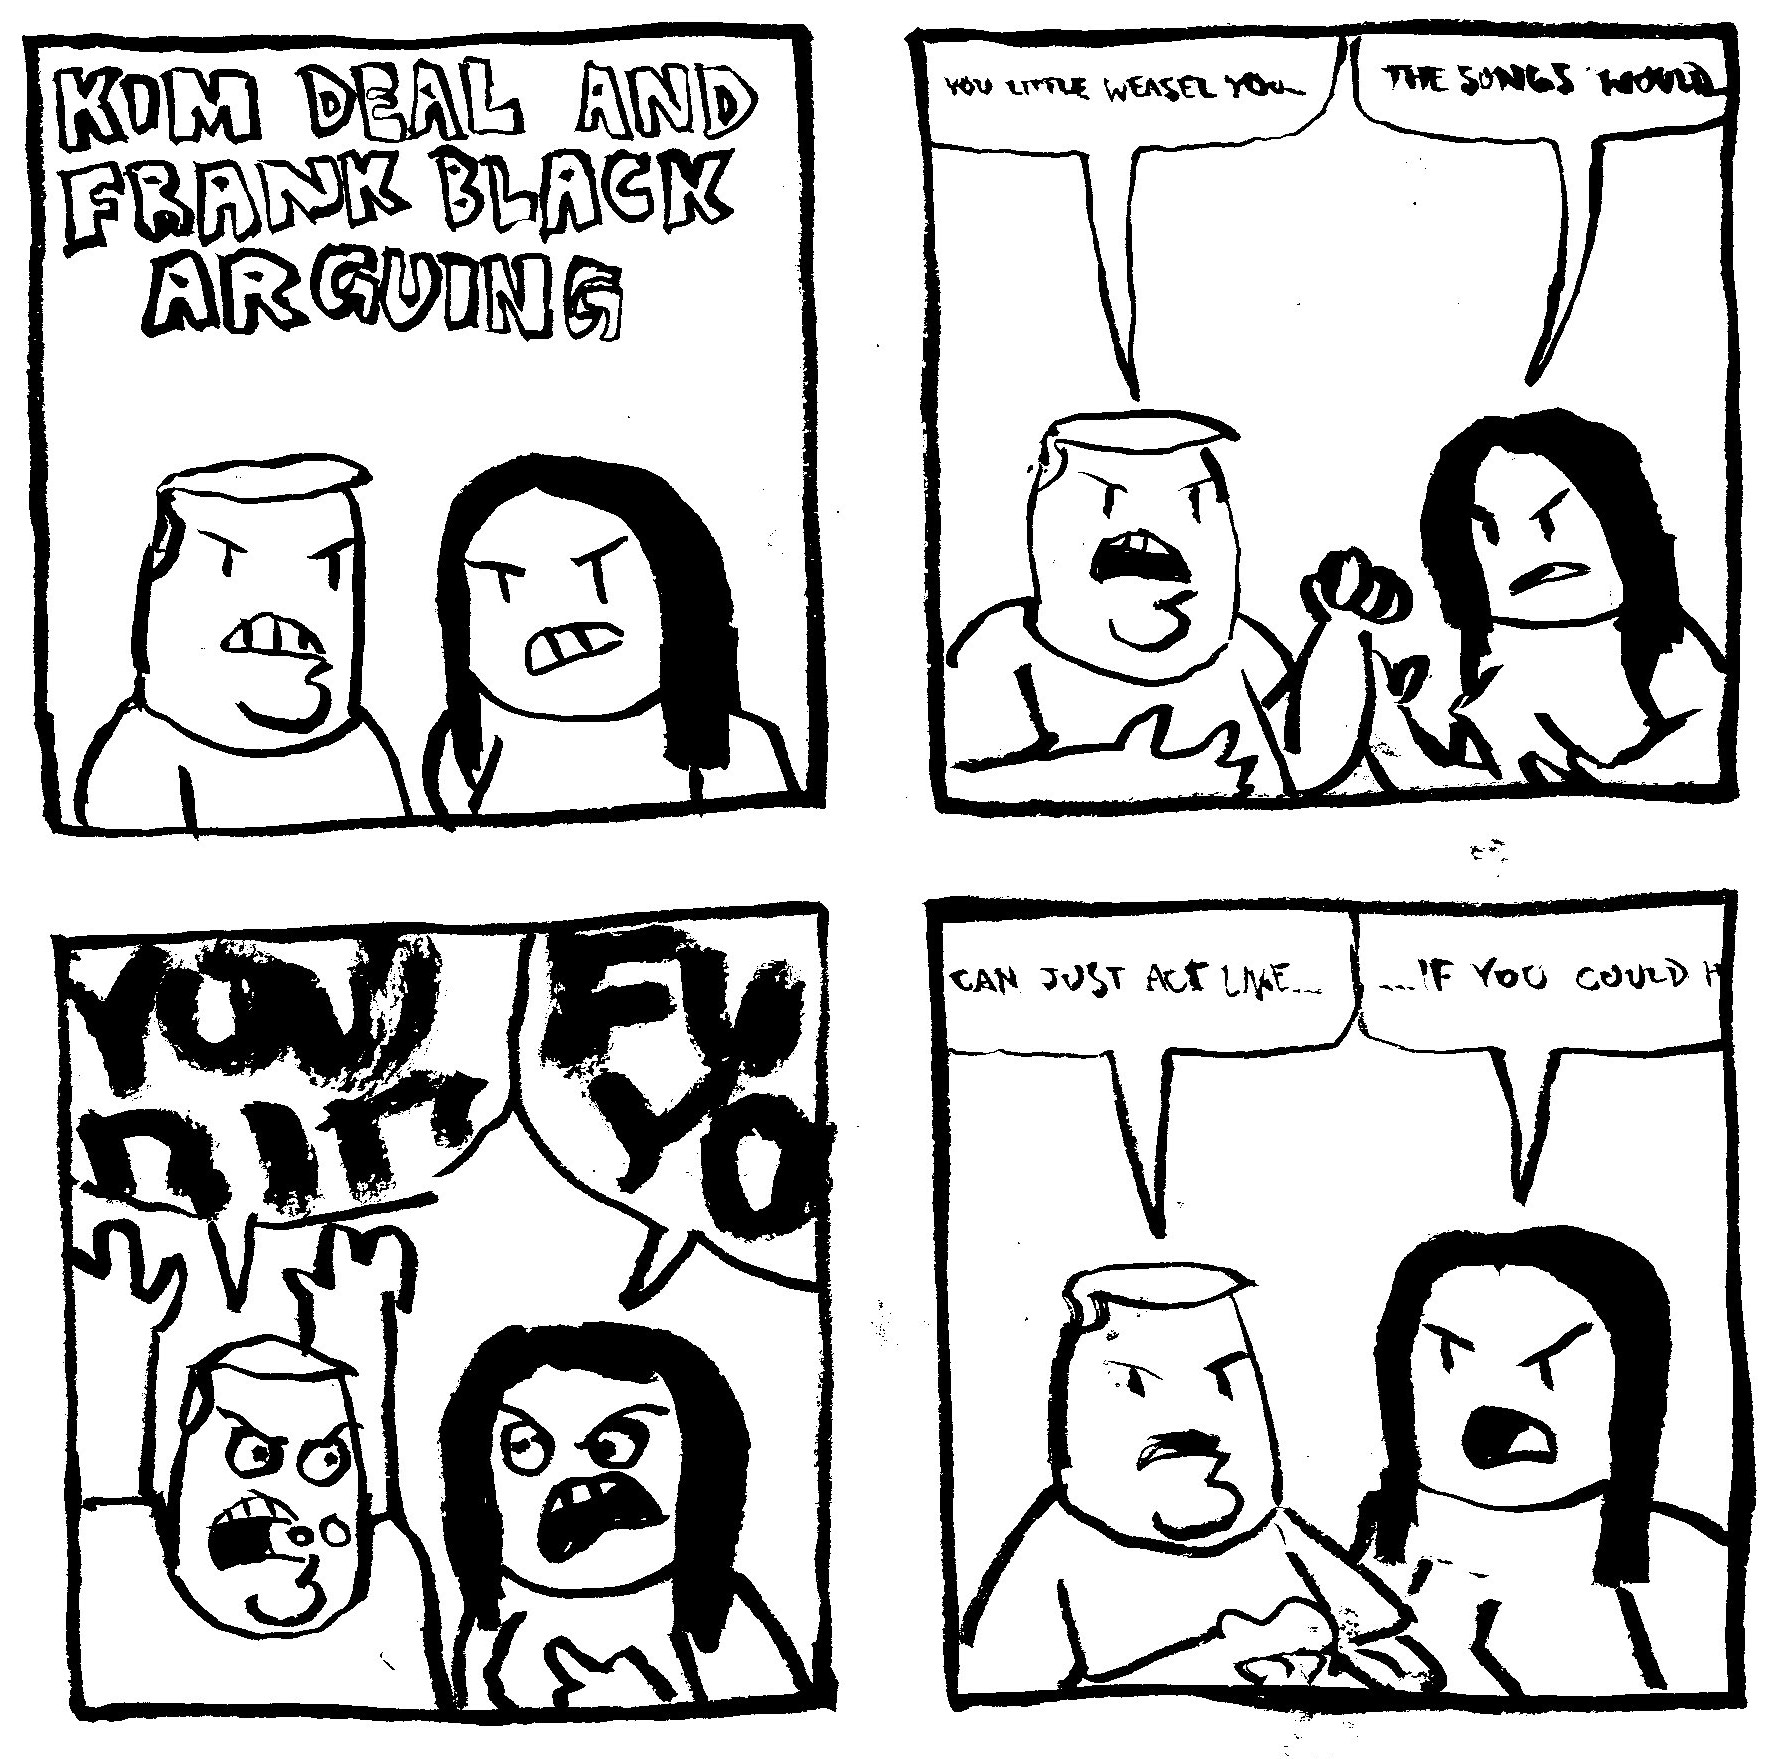 KIM DEAL AND
FRANK BLACK
ARGUING
YOU LITTLE WEASEL YOU
THE SONGS WOULD
YOU
FU
YO
CAN JUST ACT LIKE...
...IF YOU COULD H